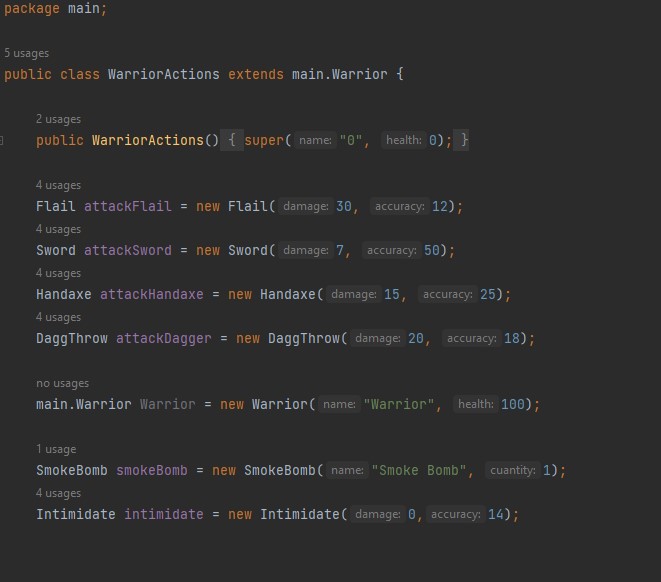 package main;
5 usages
public class WarriorActions extends main.Warrior {
2 usages
public WarriorActions() { super( name: "0", health: 0); }
4 usages
Flail attackFlail = new Flail( damage: 30, accuracy: 12);
4 usages
Sword attackSword = new Sword( damage: 7, accuracy: 50);
4 usages
Handaxe attackHandaxe = new Handaxe( damage: 15, accuracy: 25);
4 usages
DaggThrow attackDagger = new DaggThrow( damage: 20, accuracy: 18);
no usages
main.Warrior Warrior = new Warrior( name: "Warrior", health: 100);
1 usage
SmokeBomb smokeBomb = new SmokeBomb( name: "Smoke Bomb", cuantity: 1);
4 usages
Intimidate intimidate = new Intimidate( damage: 0, accuracy: 14);